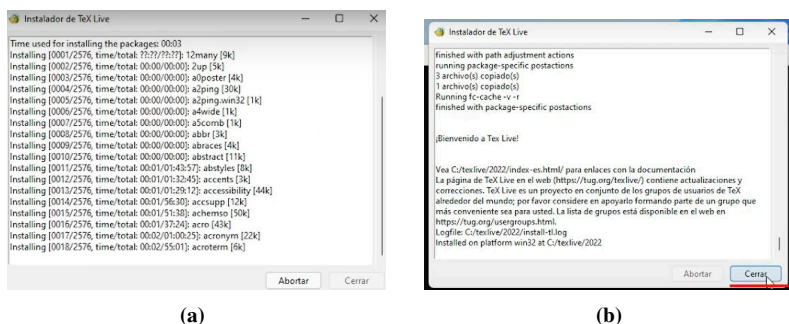 Instalador de TeX Live
Time used for installing the packages: 00:03
Installing [0001/2576, time/total: ??:??/??:??]: 12many [9k]
Installing [0002/2576, time/total: 00:00/00:00]: 2up [5k]
Installing [0003/2576, time/total: 00:00/00:00]: a0poster [4k]
Installing [0004/2576, time/total: 00:00/00:00]: a2ping [30k]
Installing [0005/2576, time/total: 00:00/00:00]: a2ping.win32 [1k]
Installing [0006/2576, time/total: 00:00/00:00]: a4wide [1k]
Installing [0007/2576, time/total: 00:00/00:00]: a5comb [1k]
Installing [0008/2576, time/total: 00:00/00:00]: abbr [3k]
Installing [0009/2576, time/total: 00:00/00:00]: abraces [4k]
Installing [0010/2576, time/total: 00:00/00:00]: abstract [11k]
Installing [0011/2576, time/total: 00:01/01:43:57]: abstyles [8k]
Installing [0012/2576, time/total: 00:01/01:32:45]: accents [3k]
Installing [0013/2576, time/total: 00:01/01:29:12]: accessibility [44k]
Installing [0014/2576, time/total: 00:01/56:30]: accsupp [12k]
Installing [0015/2576, time/total: 00:01/51:38]: achemso [50k]
Installing [0016/2576, time/total: 00:01/37:24]: acro [43k]
Installing [0017/2576, time/total: 00:02/01:00:25]: acronym [22k]
Installing [0018/2576, time/total: 00:02/55:01]: acroterm [6k]
Abortar
Cerrar
(a)
Instalador de TeX Live
finished with path adjustment actions
running package-specific postactions
3 archivo(s) copiado(s)
1 archivo(s) copiado(s)
Running fc-cache -v -r
finished with package-specific postactions
¡Bienvenido a Tex Live!
Vea C:/texlive/2022/index-es.html/ para enlaces con la documentación
La página de TeX Live en el web (https://tug.org/texlive/) contiene actualizaciones y
correcciones. TeX Live es un proyecto en conjunto de los grupos de usuarios de TeX
alrededor del mundo; por favor considere en apoyarlo formando parte de un grupo que
más conveniente sea para usted. La lista de grupos está disponible en el web en
https://tug.org/usergroups.html.
Logfile: C:/texlive/2022/install-tl.log
Installed on platform win32 at C:/texlive/2022
Abortar
Cerrar
(b)